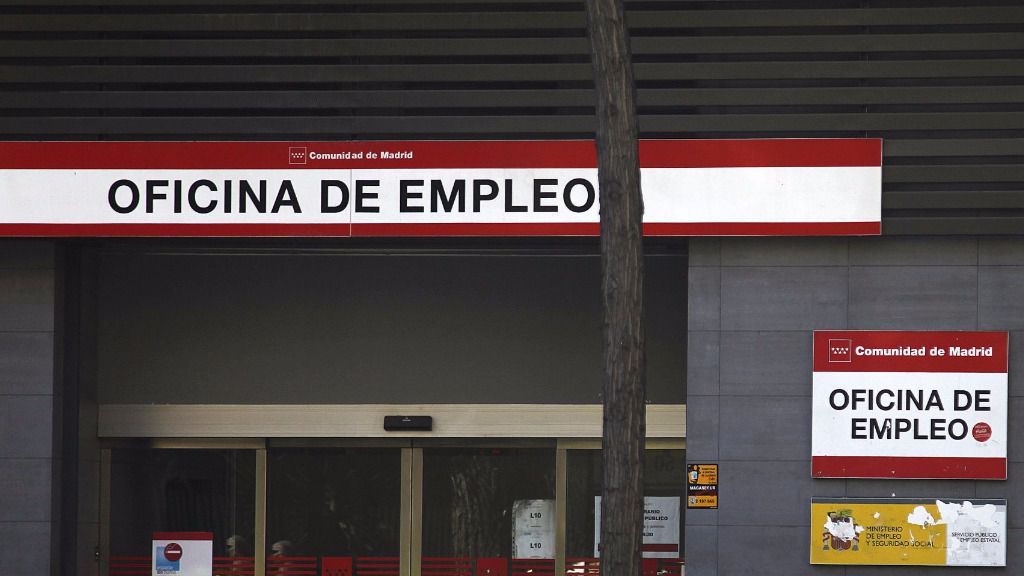 Comunidad de Madrid
OFICINA DE EMPLEO
Comunidad de Madrid
OFICINA DE
EMPLEO
MINISTERIO
DE EMPLEO
Y SEGURIDAD SOCIAL
SERVICIO PÚBLICO
EMPLEO ESTATAL
L10
L10
PÚBLICO